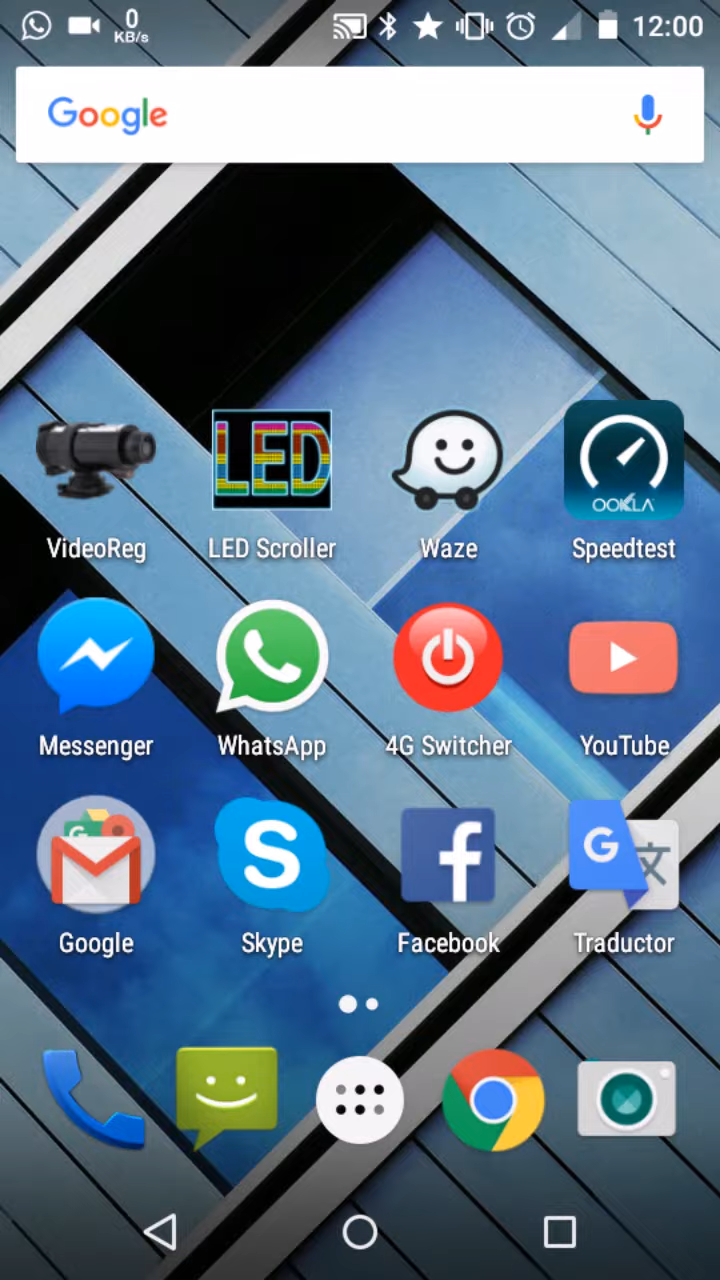 0
KB/s
12:00
Google
LED
OOKLA
VideoReg
LED Scroller
Waze
Speedtest
Messenger
WhatsApp
4G Switcher
YouTube
G
S
f
G
文
Google
Skype
Facebook
Traductor